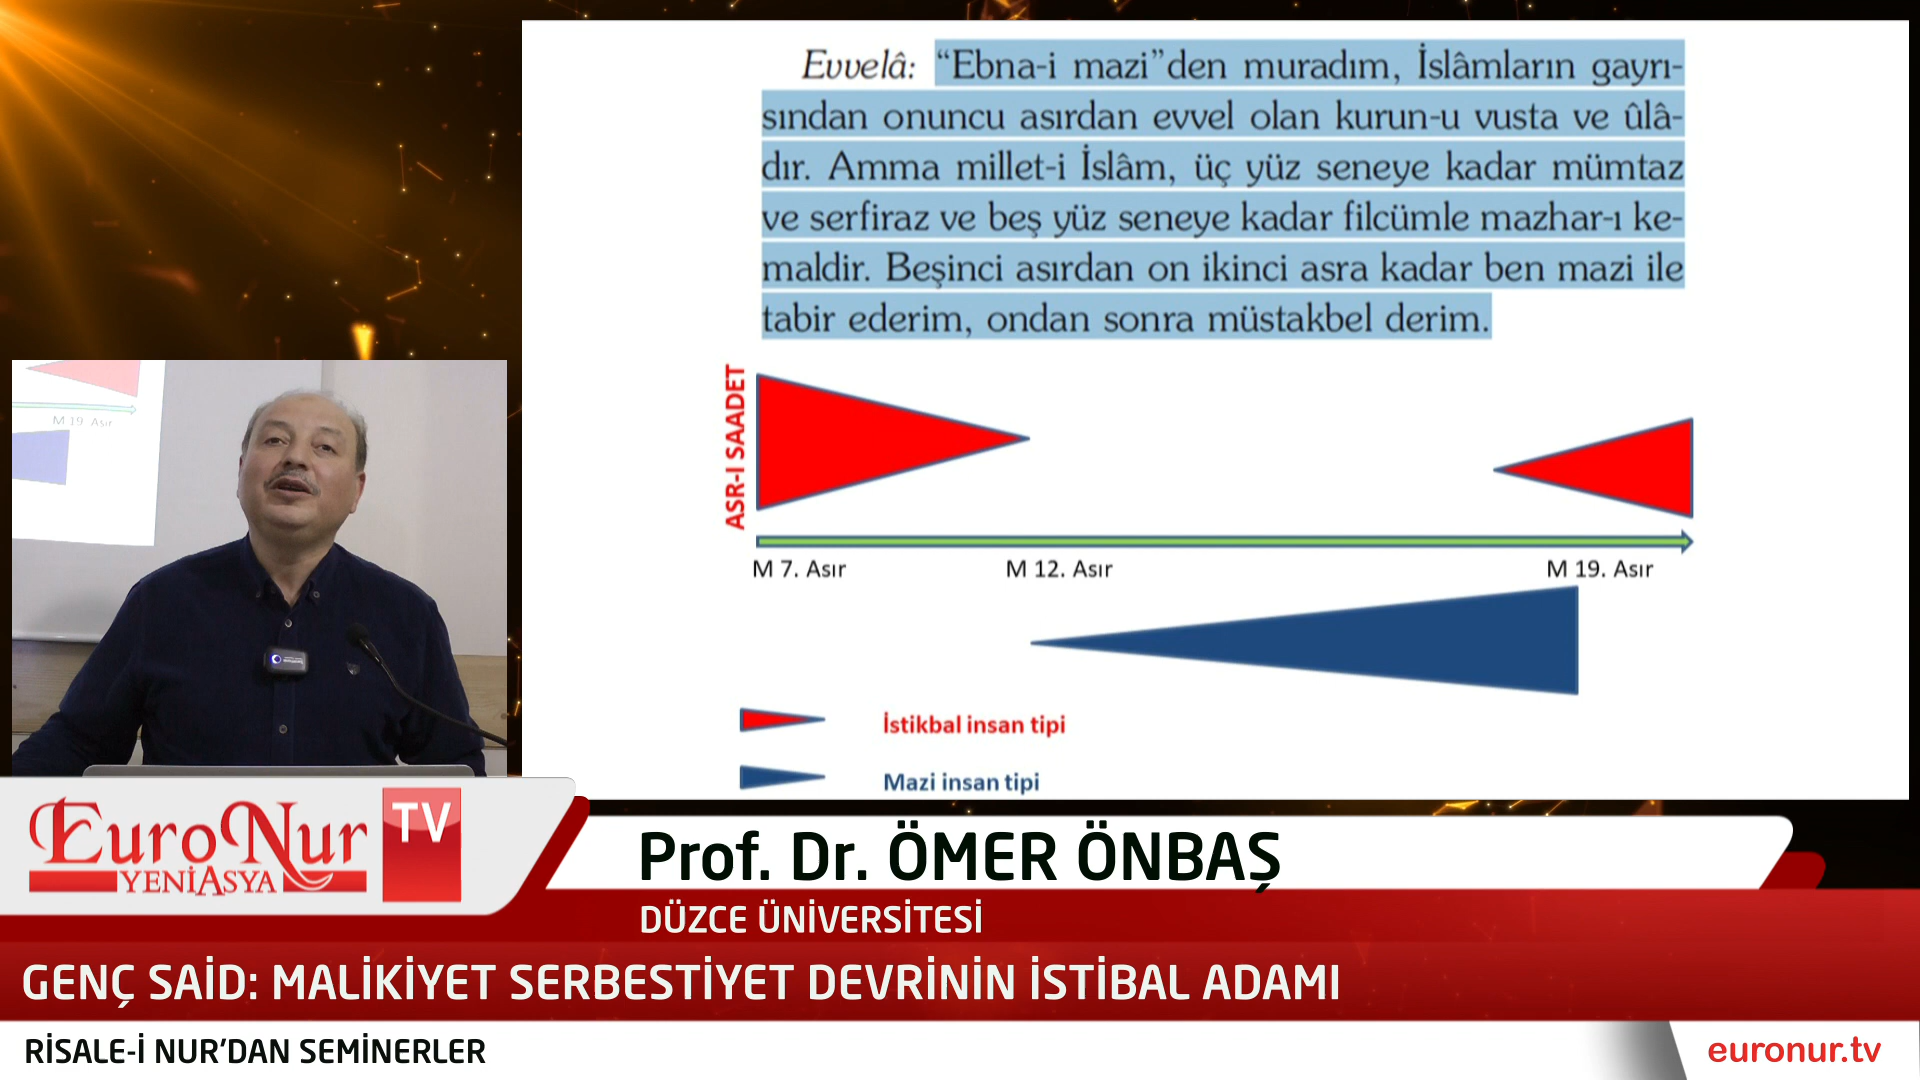 Evvelâ: “Ebna-i mazi”den muradım, İslâmların gayrı-
sından onuncu asırdan evvel olan kurun-u vusta ve ûlâ-
dır. Amma millet-i İslâm, üç yüz seneye kadar mümtaz
ve serfiraz ve beş yüz seneye kadar filcümle mazhar-ı ke-
maldir. Beşinci asırdan on ikinci asra kadar ben mazi ile
tabir ederim, ondan sonra müstakbel derim.
ASR-I SAADET
M 7. Asır
M 12. Asır
M 19. Asır
İstikbal insan tipi
Mazi insan tipi
M 19. Asır
EuroNur TV
YENİASYA
Prof. Dr. ÖMER ÖNBAŞ
DÜZCE ÜNİVERSİTESİ
GENÇ SAİD: MALİKİYET SERBESTİYET DEVRİNİN İSTİBAL ADAMI
RİSALE-İ NUR’DAN SEMİNERLER
euronur.tv